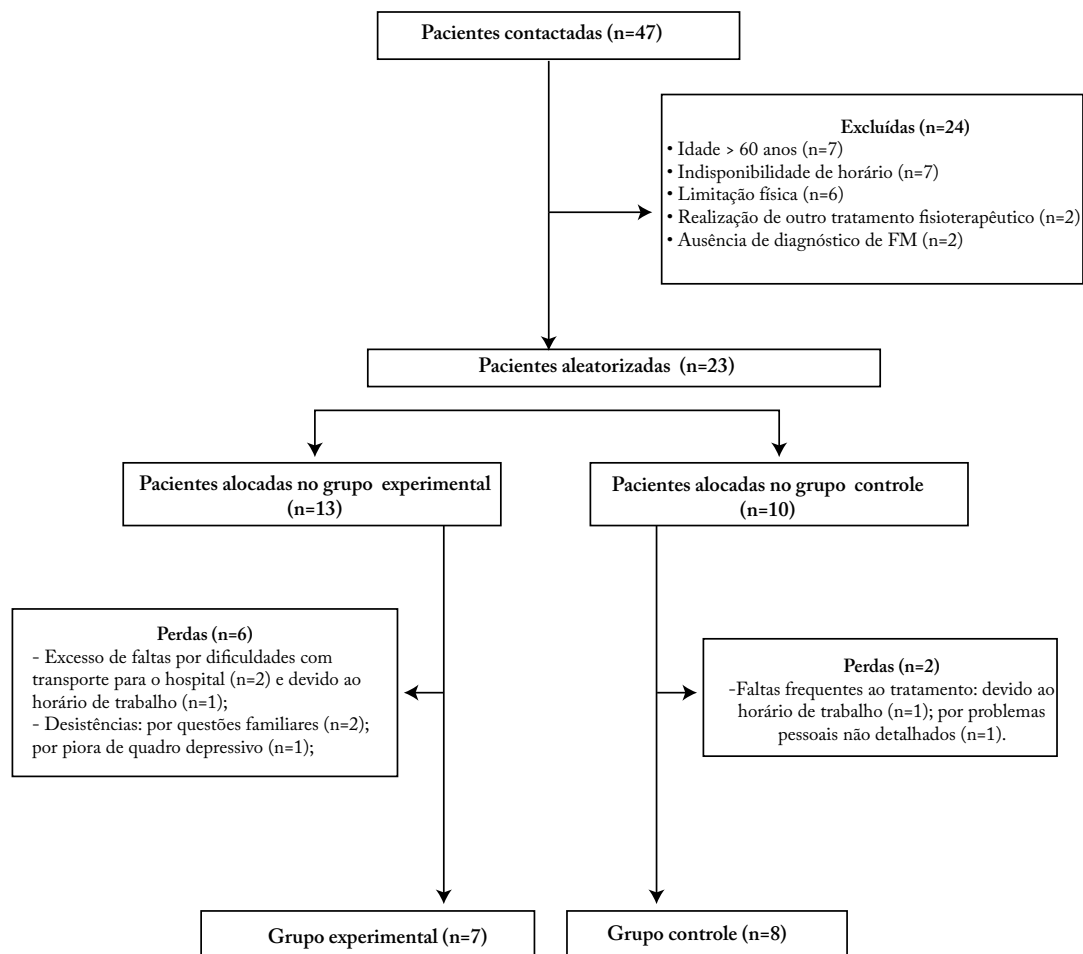 Pacientes contactadas (n=47)
Excluídas (n=24)
• Idade > 60 anos (n=7)
• Indisponibilidade de horário (n=7)
• Limitação física (n=6)
• Realização de outro tratamento fisioterapêutico (n=2)
• Ausência de diagnóstico de FM (n=2)
Pacientes aleatorizadas (n=23)
Pacientes alocadas no grupo experimental
(n=13)
Pacientes alocadas no grupo controle
(n=10)
Perdas (n=6)
- Excesso de faltas por dificuldades com
transporte para o hospital (n=2) e devido ao
horário de trabalho (n=1);
- Desistências: por questões familiares (n=2);
por piora de quadro depressivo (n=1);
Perdas (n=2)
-Faltas frequentes ao tratamento: devido ao
horário de trabalho (n=1); por problemas
pessoais não detalhados (n=1).
Grupo experimental (n=7)
Grupo controle (n=8)